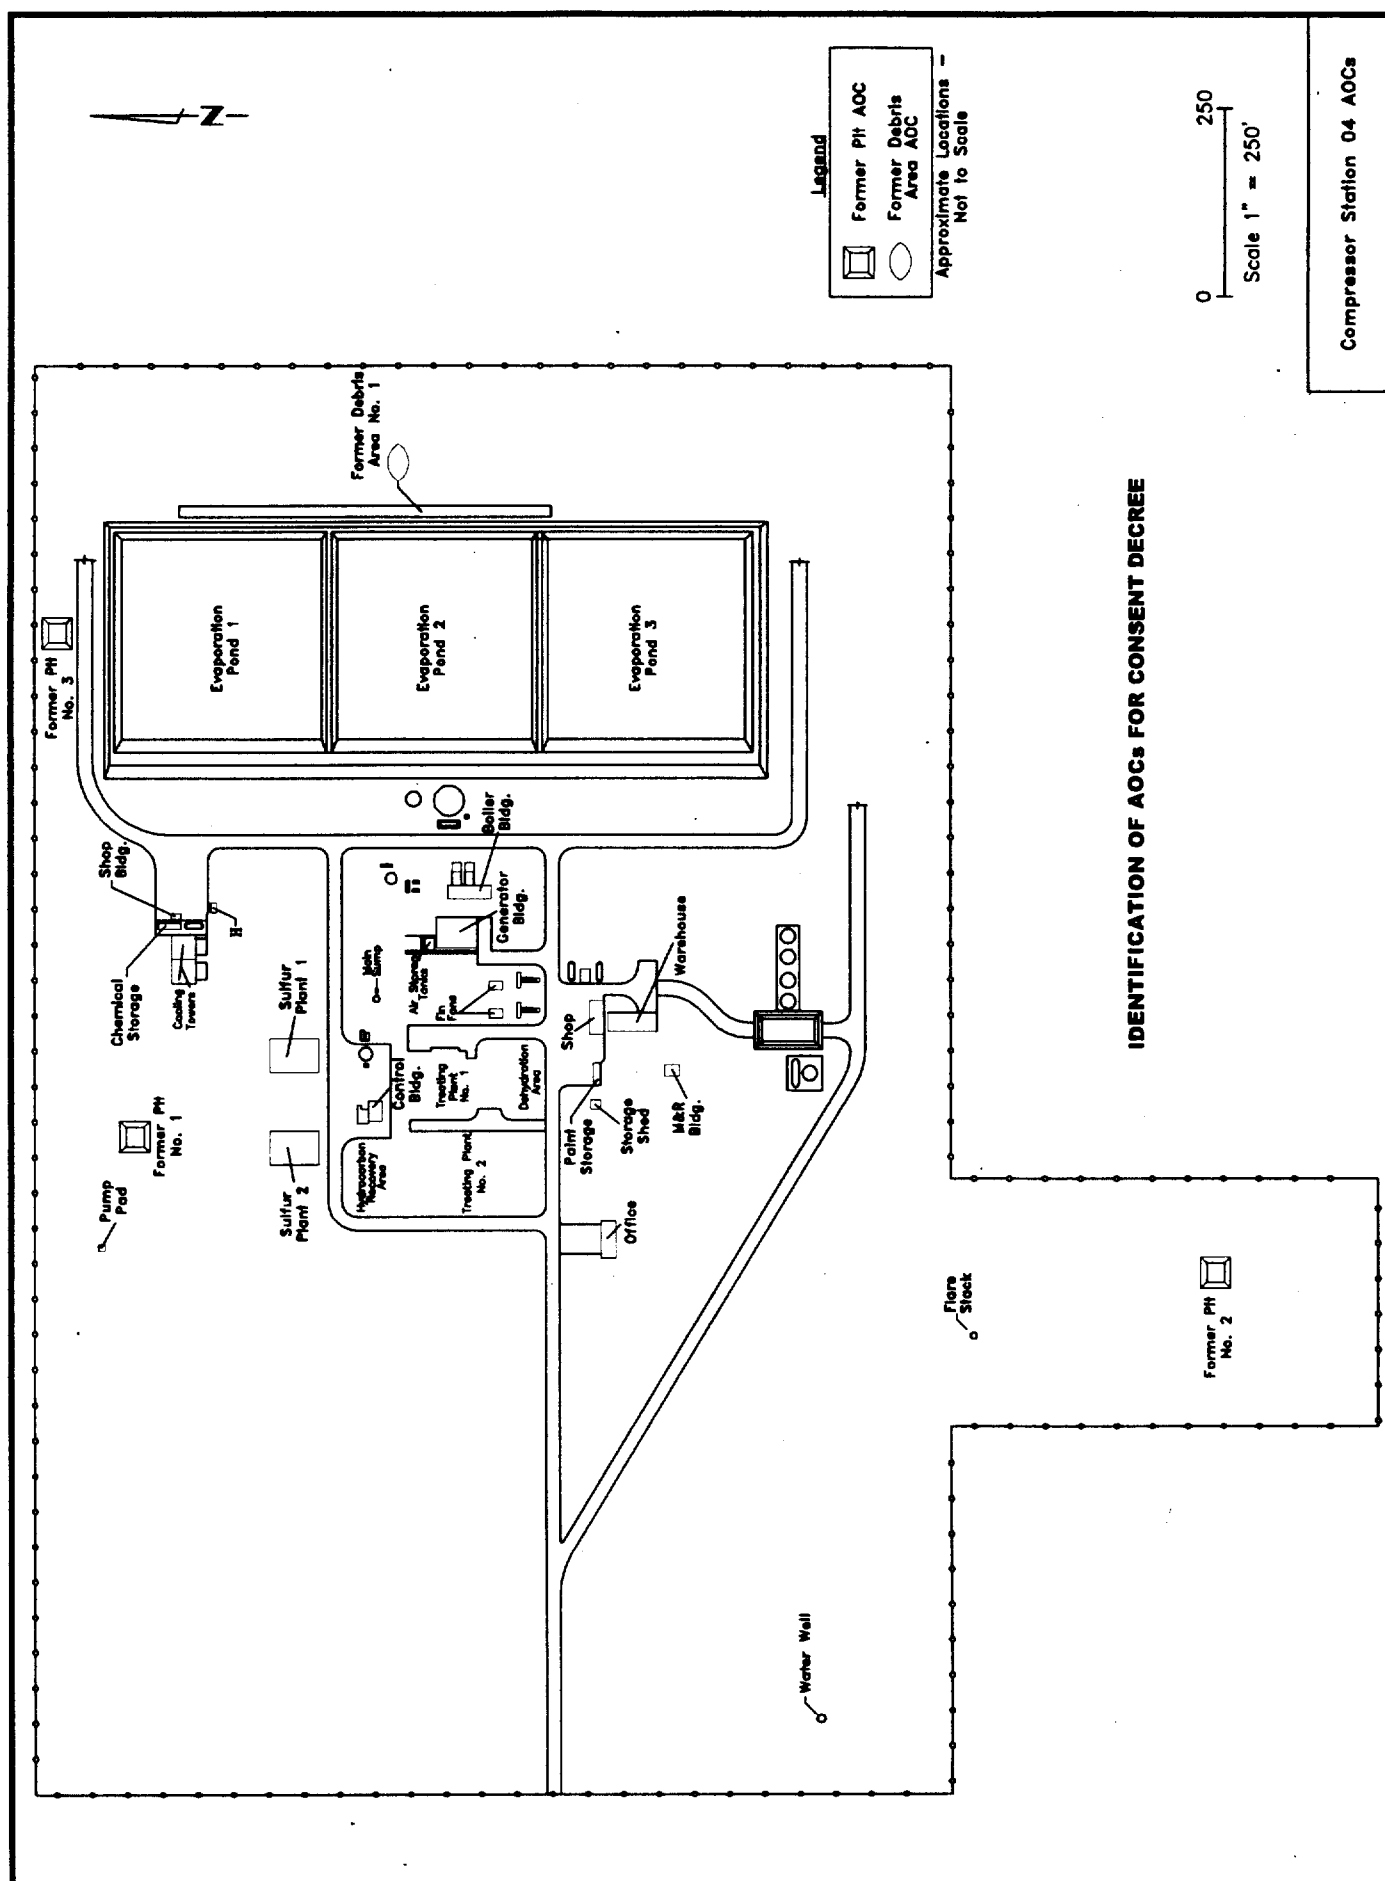 N
Legend
Former Pit AOC
Former Debris
Area AOC
Approximate Locations -
Not to Scale
0
250
Scale 1" = 250'
Compressor Station 04 AOCs
IDENTIFICATION OF AOCs FOR CONSENT DECREE
Former Debris
Area No. 1
Former Pit
No. 3
Evaporation
Pond 1
Evaporation
Pond 2
Evaporation
Pond 3
Shop
Bldg.
H
Chemical
Storage
Cooling
Towers
Boiler
Bldg.
Generator
Bldg.
Main
Sump
Air Storage
Tanks
Fin
Fans
Sulfur
Plant 1
Sulfur
Plant 2
Control
Bldg.
Treating
Plant
No. 1
Dehydration
Area
Hydrocarbon
Recovery
Area
Treating Plant
No. 2
Former Pit
No. 1
Pump
Pad
Warehouse
Shop
Paint
Storage
Storage
Shed
M&R
Bldg.
Office
Flare
Stack
Former Pit
No. 2
Water Well